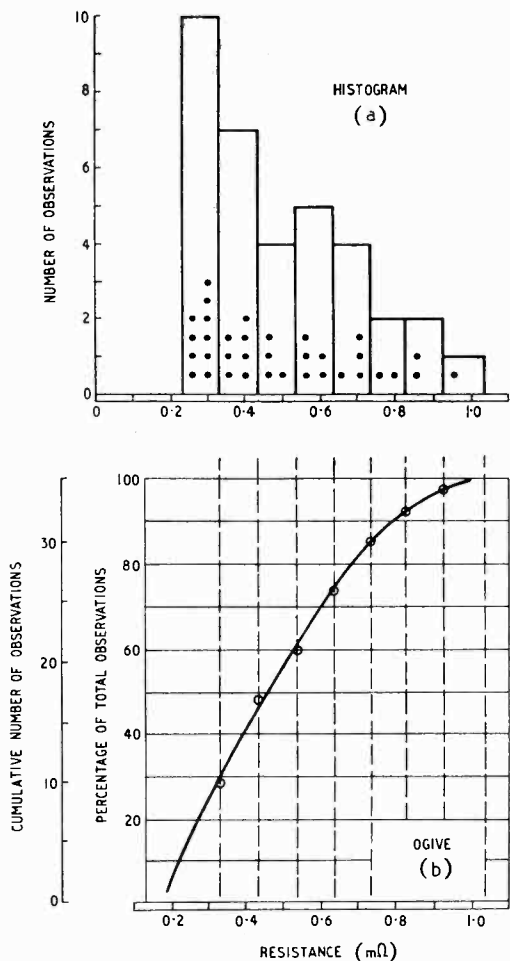 10
8
6
4
2
0
NUMBER OF OBSERVATIONS
HISTOGRAM
(a)
0 0·2 0·4 0·6 0·8 1·0
30
20
10
0
CUMULATIVE NUMBER OF OBSERVATIONS
100
80
60
40
20
PERCENTAGE OF TOTAL OBSERVATIONS
OGIVE
(b)
0·2 0·4 0·6 0·8 1·0
RESISTANCE (mΩ)